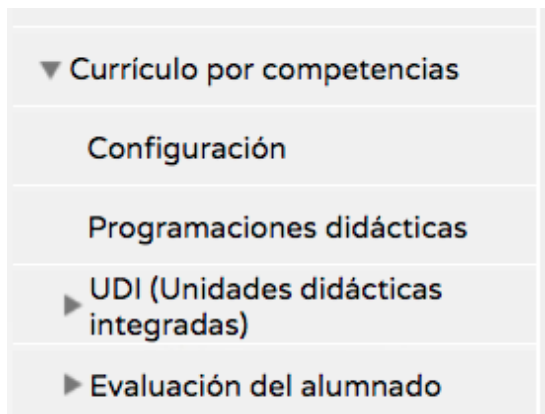 Currículo por competencias
Configuración
Programaciones didácticas
UDI (Unidades didácticas
integradas)
Evaluación del alumnado